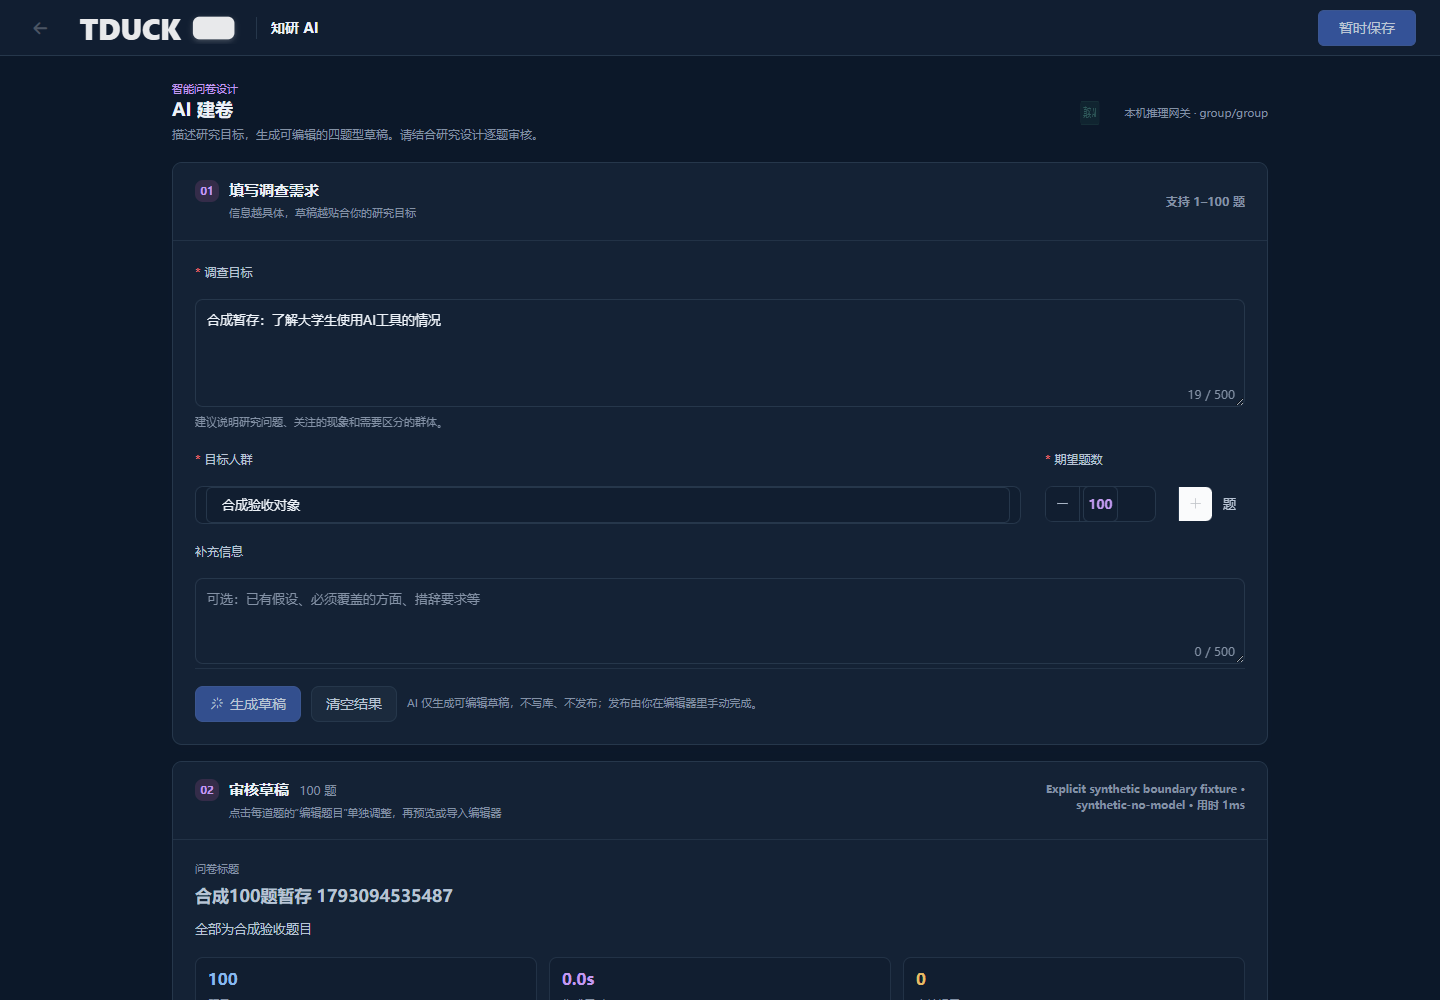 TDUCK
知研 AI
暂时保存
智能问卷设计
AI 建卷
描述研究目标，生成可编辑的四题型草稿。请结合研究设计逐题审核。
本机推理网关 · group/group
01 填写调查需求
信息越具体，草稿越贴合你的研究目标
支持 1–100 题
* 调查目标
合成暂存：了解大学生使用AI工具的情况
19 / 500
建议说明研究问题、关注的现象和需要区分的群体。
* 目标人群
* 期望题数
合成验收对象
100
题
补充信息
可选：已有假设、必须覆盖的方面、措辞要求等
0 / 500
生成草稿
清空结果
AI 仅生成可编辑草稿，不写库、不发布；发布由你在编辑器里手动完成。
02 审核草稿 100 题
点击每道题的“编辑题目”单独调整，再预览或导入编辑器
Explicit synthetic boundary fixture •
synthetic-no-model • 用时 1ms
问卷标题
合成100题暂存 1793094535487
全部为合成验收题目
100
0.0s
0